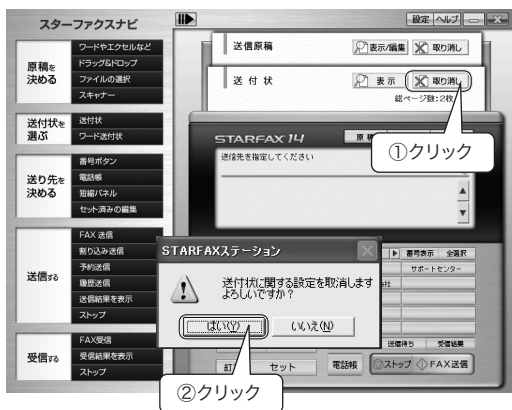 スターファクスナビ
設定 ヘルプ
原稿を決める
ワードやエクセルなど
ドラッグ&ドロップ
ファイルの選択
スキャナー
送付状を選ぶ
送付状
ワード送付状
送り先を決める
番号ボタン
電話帳
短縮パネル
セット済みの編集
送信する
FAX 送信
割り込み送信
予約送信
履歴送信
送信結果を表示
ストップ
受信する
FAX受信
受信結果を表示
ストップ
送信原稿 表示/編集 取り消し
送 付 状 表 示 取り消し
総ページ数:2枚
①クリック
STARFAX 14
送信先を指定してください
番号表示 全選択
サポートセンター
STARFAXステーション
送付状に関する設定を取消します
よろしいですか?
はい(Y) いいえ(N)
②クリック
送信待ち 受信結果
セット 電話帳 ストップ FAX送信